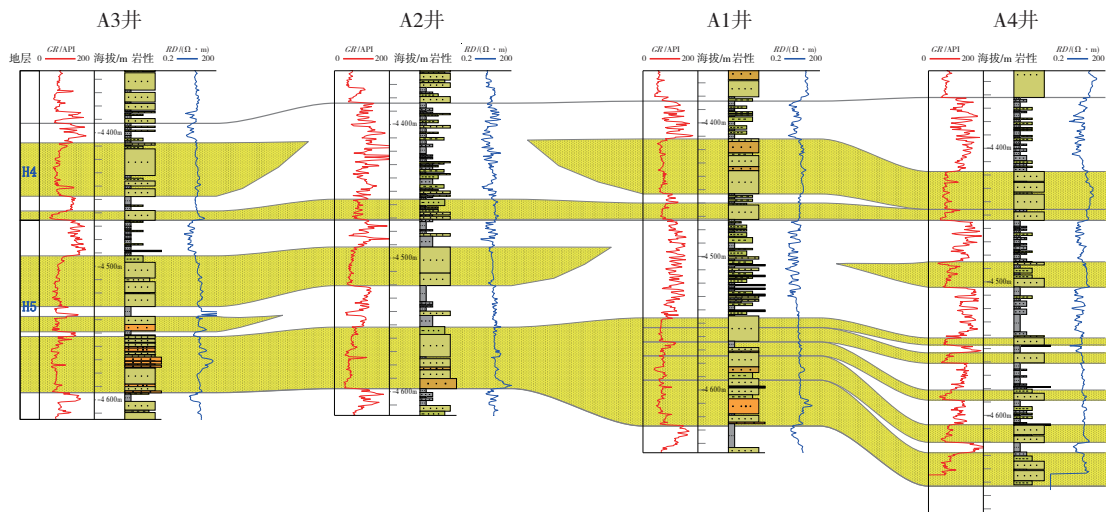 A3井 A2井 A1井 A4井
地层 GR/API 海拔/m 岩性 RD/(Ω·m) GR/API 海拔/m 岩性 RD/(Ω·m) GR/API 海拔/m 岩性 RD/(Ω·m) GR/API 海拔/m 岩性 RD/(Ω·m)
0 200 0.2 200 0 200 0.2 200 0 200 0.2 200 0 200 0.2 200
-4 400m -4 400m -4 400m -4 400m
H4
-4 500m -4 500m -4 500m -4 500m
H5
-4 600m -4 600m -4 600m -4 600m